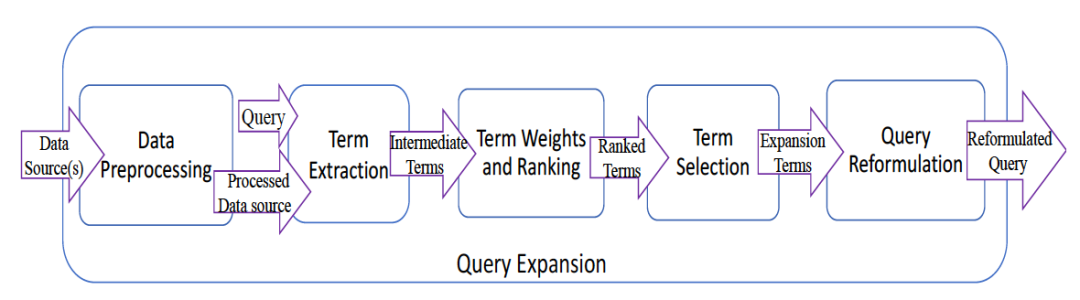 Data
Source(s)
Data
Preprocessing
Query
Processed
Data source
Term
Extraction
Intermediate
Terms
Term Weights
and Ranking
Ranked
Terms
Term
Selection
Expansion
Terms
Query
Reformulation
Reformulated
Query
Query Expansion